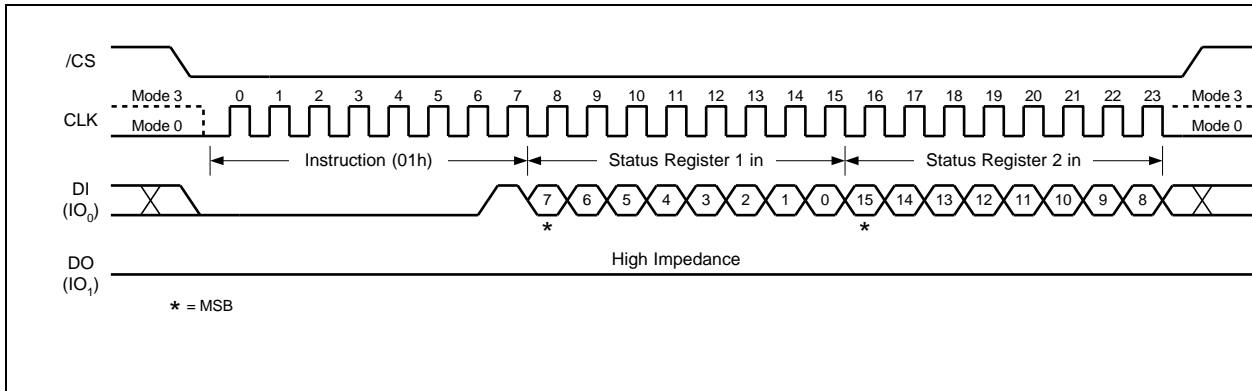 /CS
Mode 3
0 1 2 3 4 5 6 7 8 9 10 11 12 13 14 15 16 17 18 19 20 21 22 23
Mode 3
CLK
Mode 0
Mode 0
Instruction (01h)
Status Register 1 in
Status Register 2 in
DI
(IO₀)
7 6 5 4 3 2 1 0 15 14 13 12 11 10 9 8
* *
High Impedance
DO
(IO₁)
* = MSB